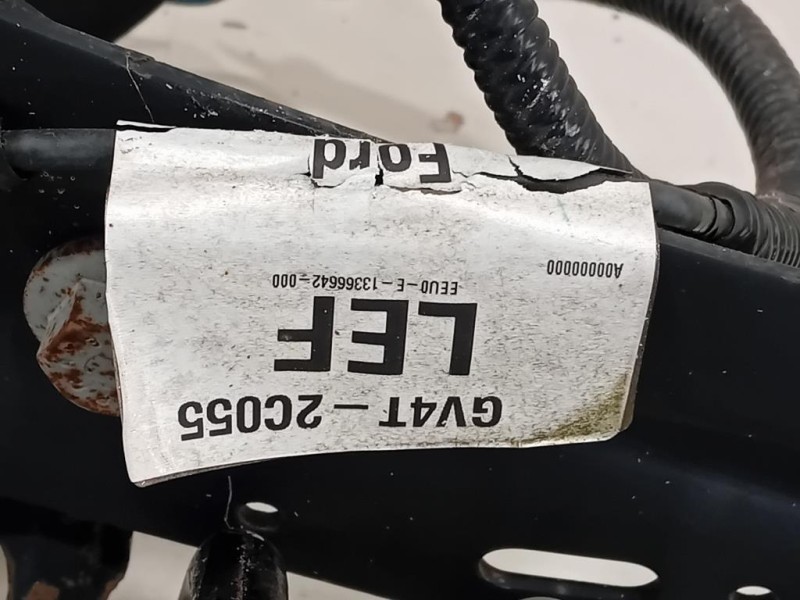 GV4T-2C055
LEF
EEU0-E-13366642-000
A00000000
Ford